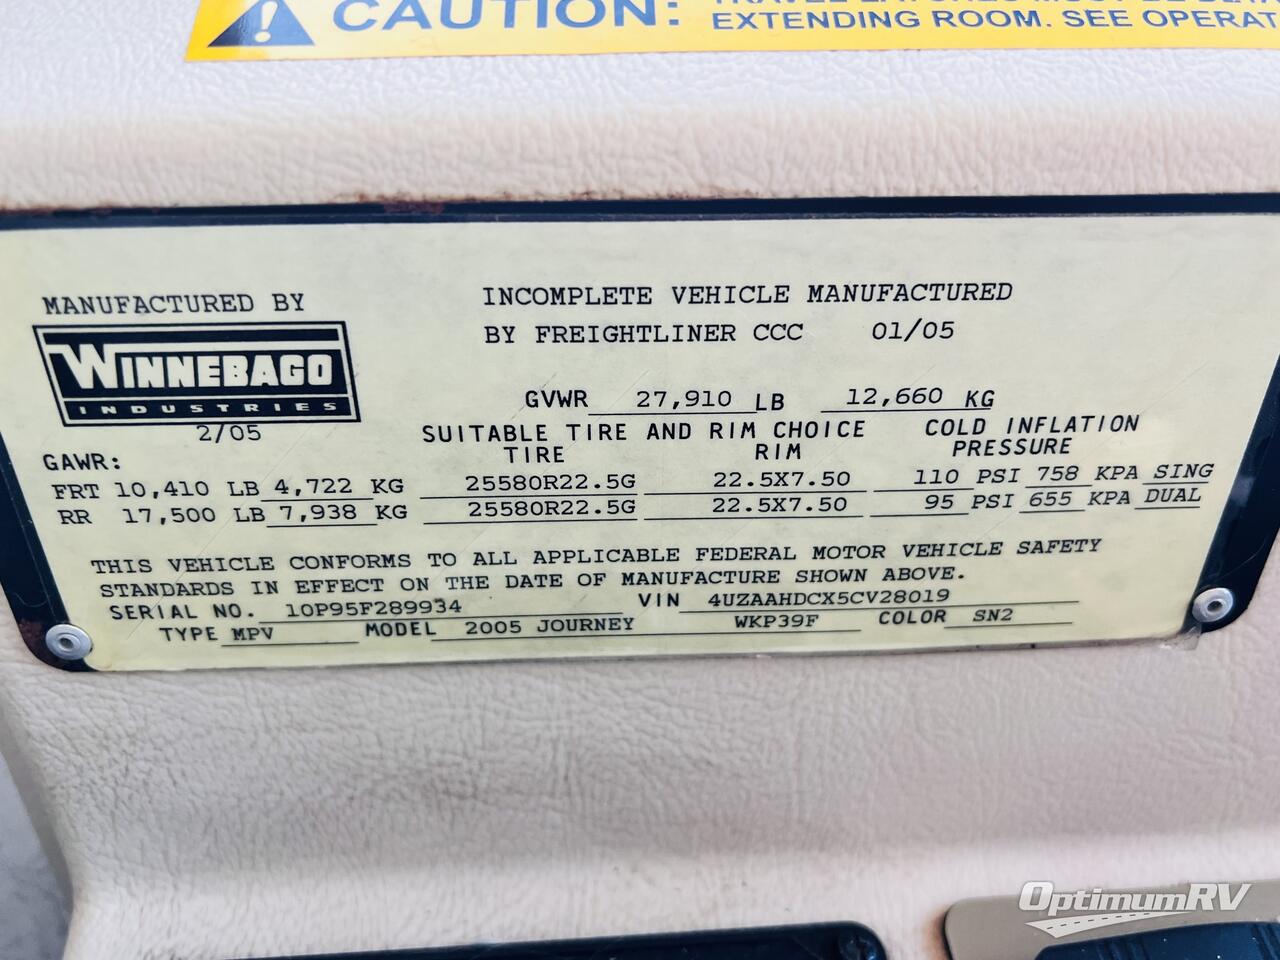 CAUTION:
EXTENDING ROOM. SEE OPERAT
MANUFACTURED BY
WINNEBAGO
INDUSTRIES
2/05
INCOMPLETE VEHICLE MANUFACTURED
BY FREIGHTLINER CCC 01/05
GVWR 27,910 LB 12,660 KG
SUITABLE TIRE AND RIM CHOICE COLD INFLATION
TIRE RIM PRESSURE
GAWR:
FRT 10,410 LB 4,722 KG 25580R22.5G 22.5X7.50 110 PSI 758 KPA SING
RR 17,500 LB 7,938 KG 25580R22.5G 22.5X7.50 95 PSI 655 KPA DUAL
THIS VEHICLE CONFORMS TO ALL APPLICABLE FEDERAL MOTOR VEHICLE SAFETY
STANDARDS IN EFFECT ON THE DATE OF MANUFACTURE SHOWN ABOVE.
SERIAL NO. 10P95F289934 VIN 4UZAAHDCX5CV28019
TYPE MPV MODEL 2005 JOURNEY WKP39F COLOR SN2
OptimumRV